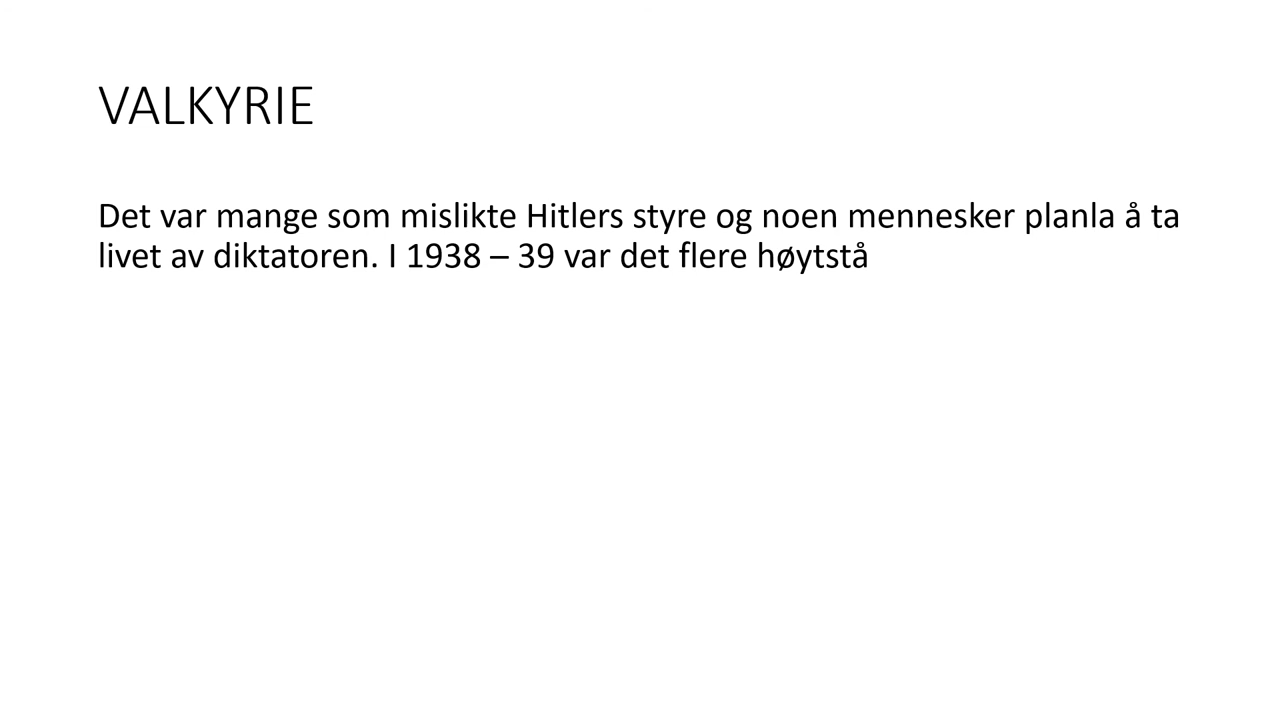 VALKYRIE
Det var mange som mislikte Hitlers styre og noen mennesker planla å ta
livet av diktatoren. I 1938 – 39 var det flere høytstå